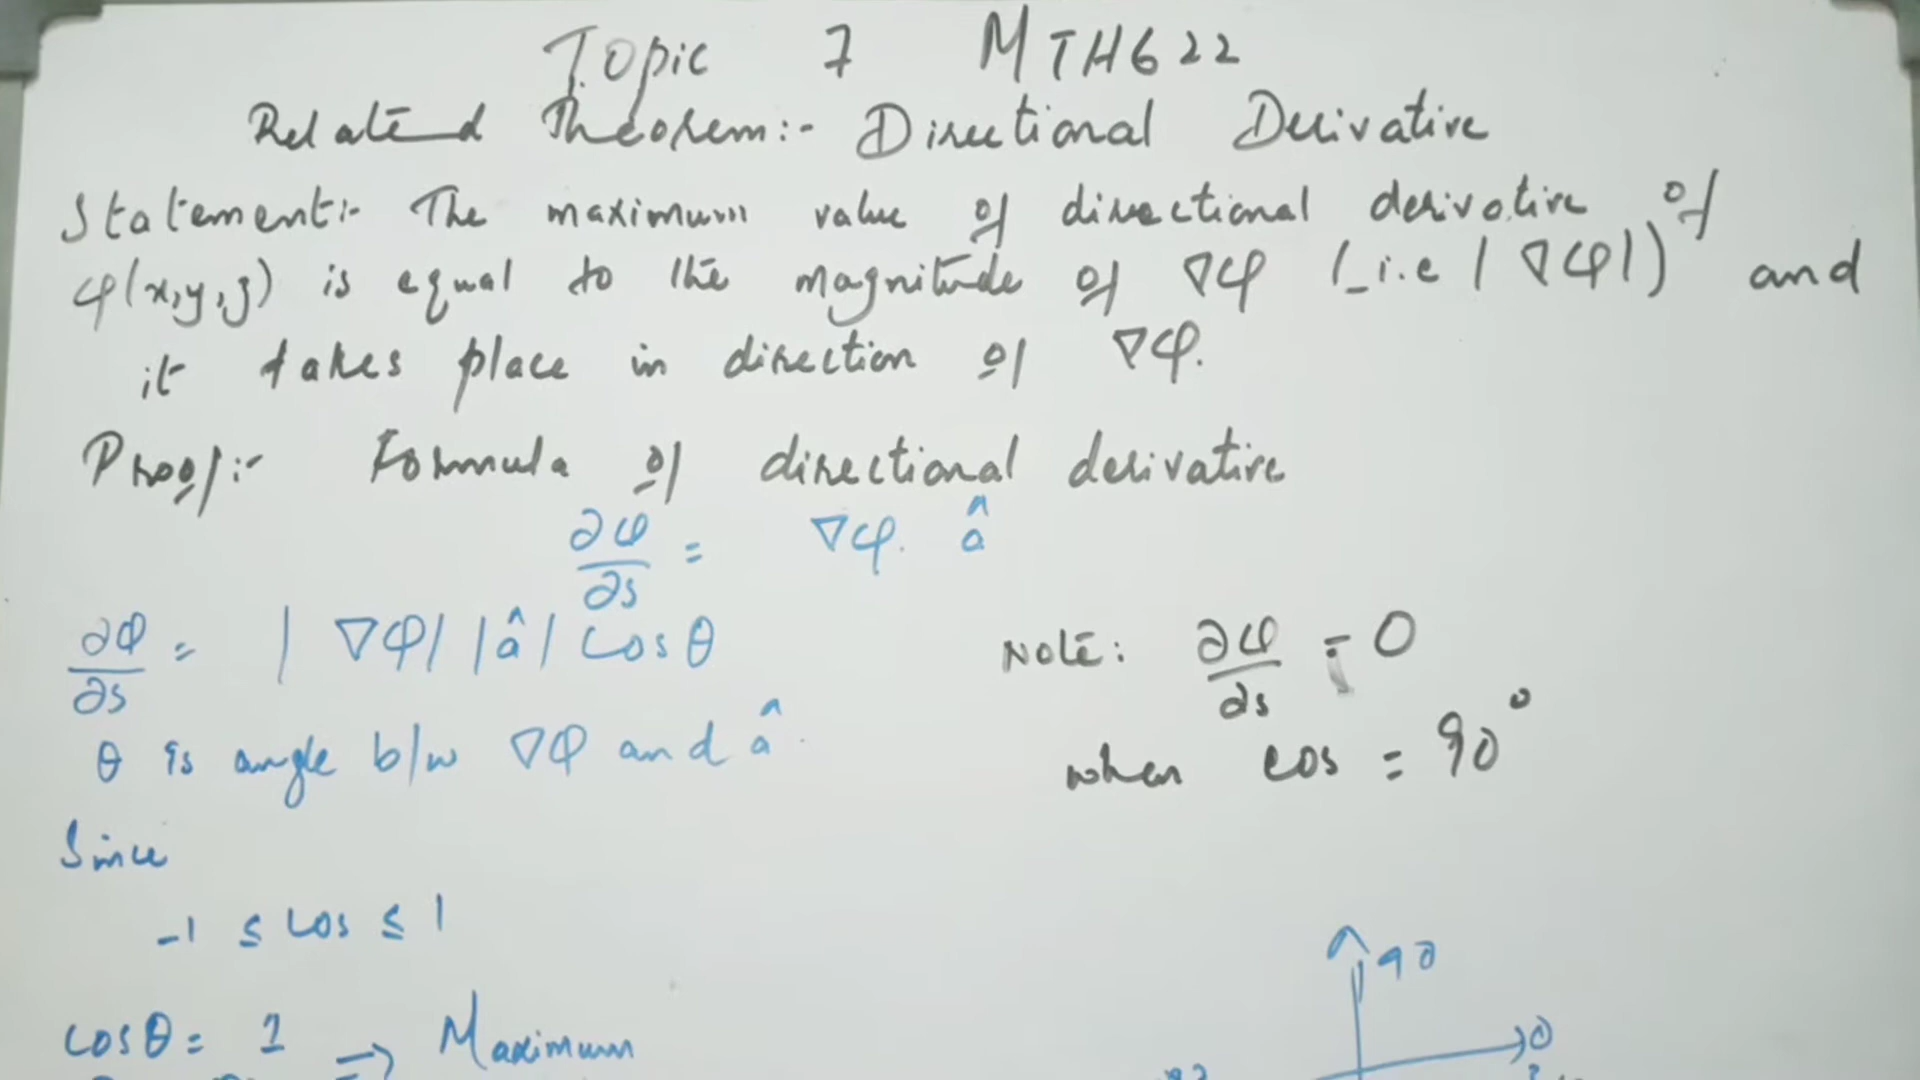 Topic 7 MTH622
Related Theorem:- Directional Derivative
Statement:- The maximum value of directional derivative of
φ(x,y,z) is equal to the magnitude of ∇φ (i.e |∇φ|) and
it takes place in direction of ∇φ.
Proof:- Formula of directional derivative
∂φ/∂s = ∇φ. â
∂φ/∂s = |∇φ| |â| cosθ
θ is angle b/w ∇φ and â.
Note: ∂φ/∂s = 0
when cos = 90°
Since
-1 ≤ cos ≤ 1
90
cosθ = 1 => Maximum
0